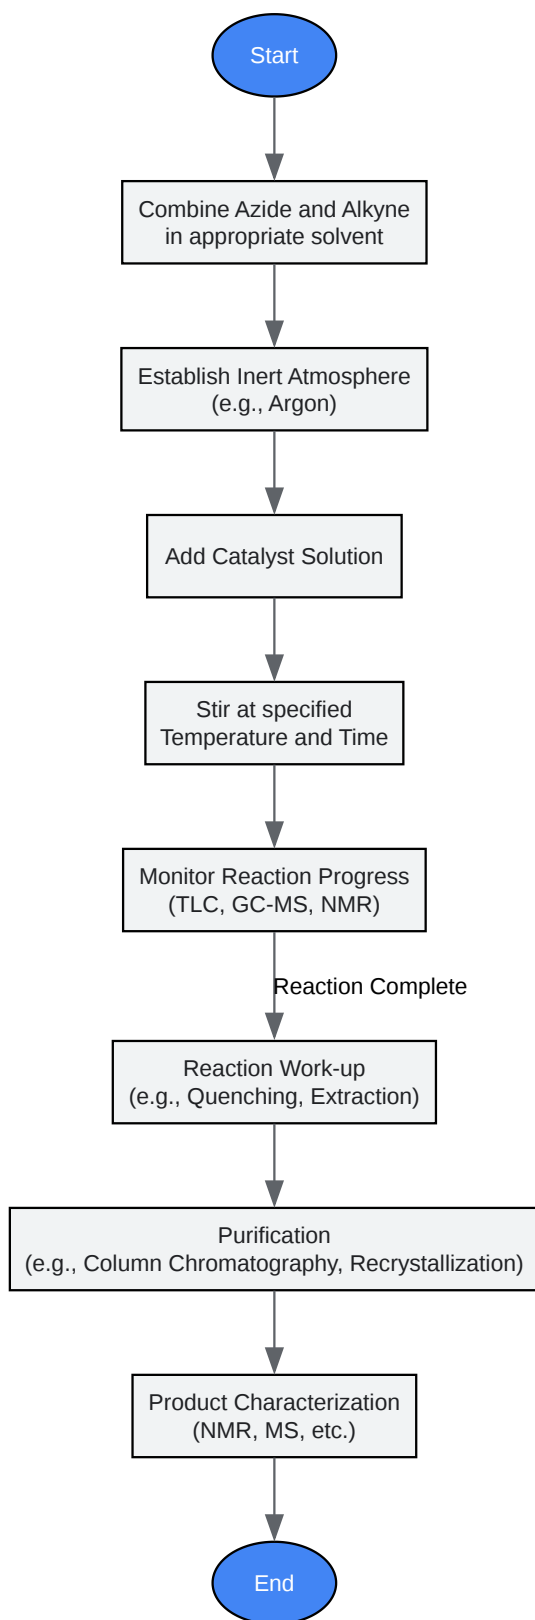 Start
Combine Azide and Alkyne
in appropriate solvent
Establish Inert Atmosphere
(e.g., Argon)
Add Catalyst Solution
Stir at specified
Temperature and Time
Monitor Reaction Progress
(TLC, GC-MS, NMR)
Reaction Complete
Reaction Work-up
(e.g., Quenching, Extraction)
Purification
(e.g., Column Chromatography, Recrystallization)
Product Characterization
(NMR, MS, etc.)
End